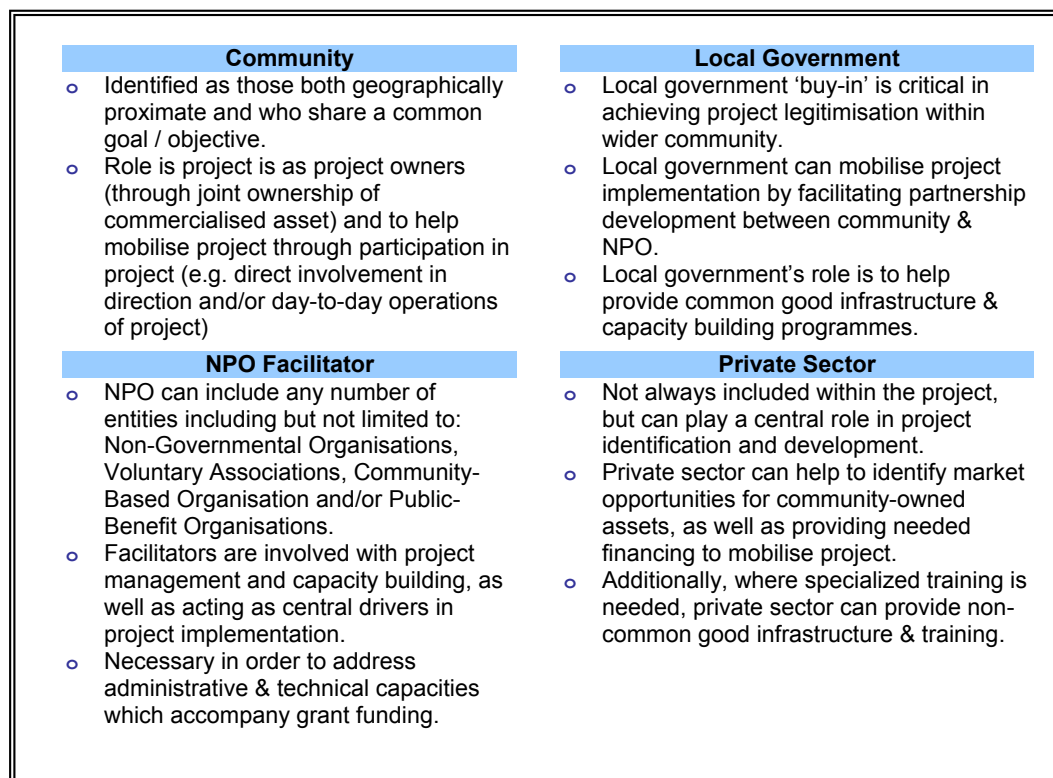 Community
o Identified as those both geographically
proximate and who share a common
goal / objective.
o Role is project is as project owners
(through joint ownership of
commercialised asset) and to help
mobilise project through participation in
project (e.g. direct involvement in
direction and/or day-to-day operations
of project)
Local Government
o Local government ‘buy-in’ is critical in
achieving project legitimisation within
wider community.
o Local government can mobilise project
implementation by facilitating partnership
development between community &
NPO.
o Local government’s role is to help
provide common good infrastructure &
capacity building programmes.
NPO Facilitator
o NPO can include any number of
entities including but not limited to:
Non-Governmental Organisations,
Voluntary Associations, Community-
Based Organisation and/or Public-
Benefit Organisations.
o Facilitators are involved with project
management and capacity building, as
well as acting as central drivers in
project implementation.
o Necessary in order to address
administrative & technical capacities
which accompany grant funding.
Private Sector
o Not always included within the project,
but can play a central role in project
identification and development.
o Private sector can help to identify market
opportunities for community-owned
assets, as well as providing needed
financing to mobilise project.
o Additionally, where specialized training is
needed, private sector can provide non-
common good infrastructure & training.